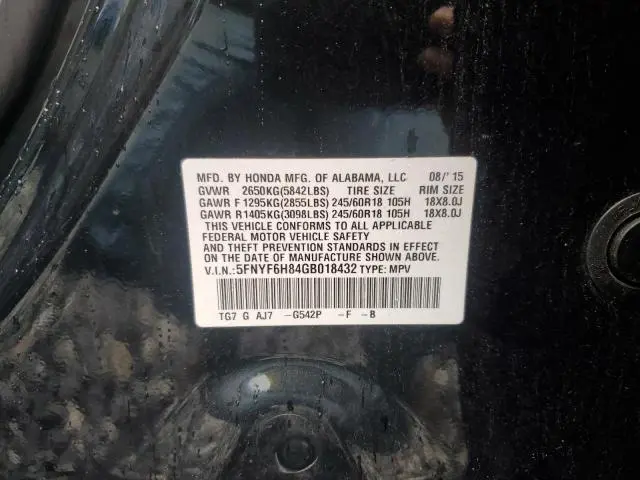 MFD. BY HONDA MFG. OF ALABAMA, LLC 08/'15
GVWR 2650KG(5842LBS) TIRE SIZE RIM SIZE
GAWR F 1295KG(2855LBS) 245/60R18 105H 18X8.0J
GAWR R 1405KG(3098LBS) 245/60R18 105H 18X8.0J
THIS VEHICLE CONFORMS TO ALL APPLICABLE
FEDERAL MOTOR VEHICLE SAFETY
AND THEFT PREVENTION STANDARDS IN EFFECT
ON THE DATE OF MANUFACTURE SHOWN ABOVE.
V.I.N.:5FNYF6H84GB018432 TYPE: MPV
TG7 G AJ7 -G542P -F -B